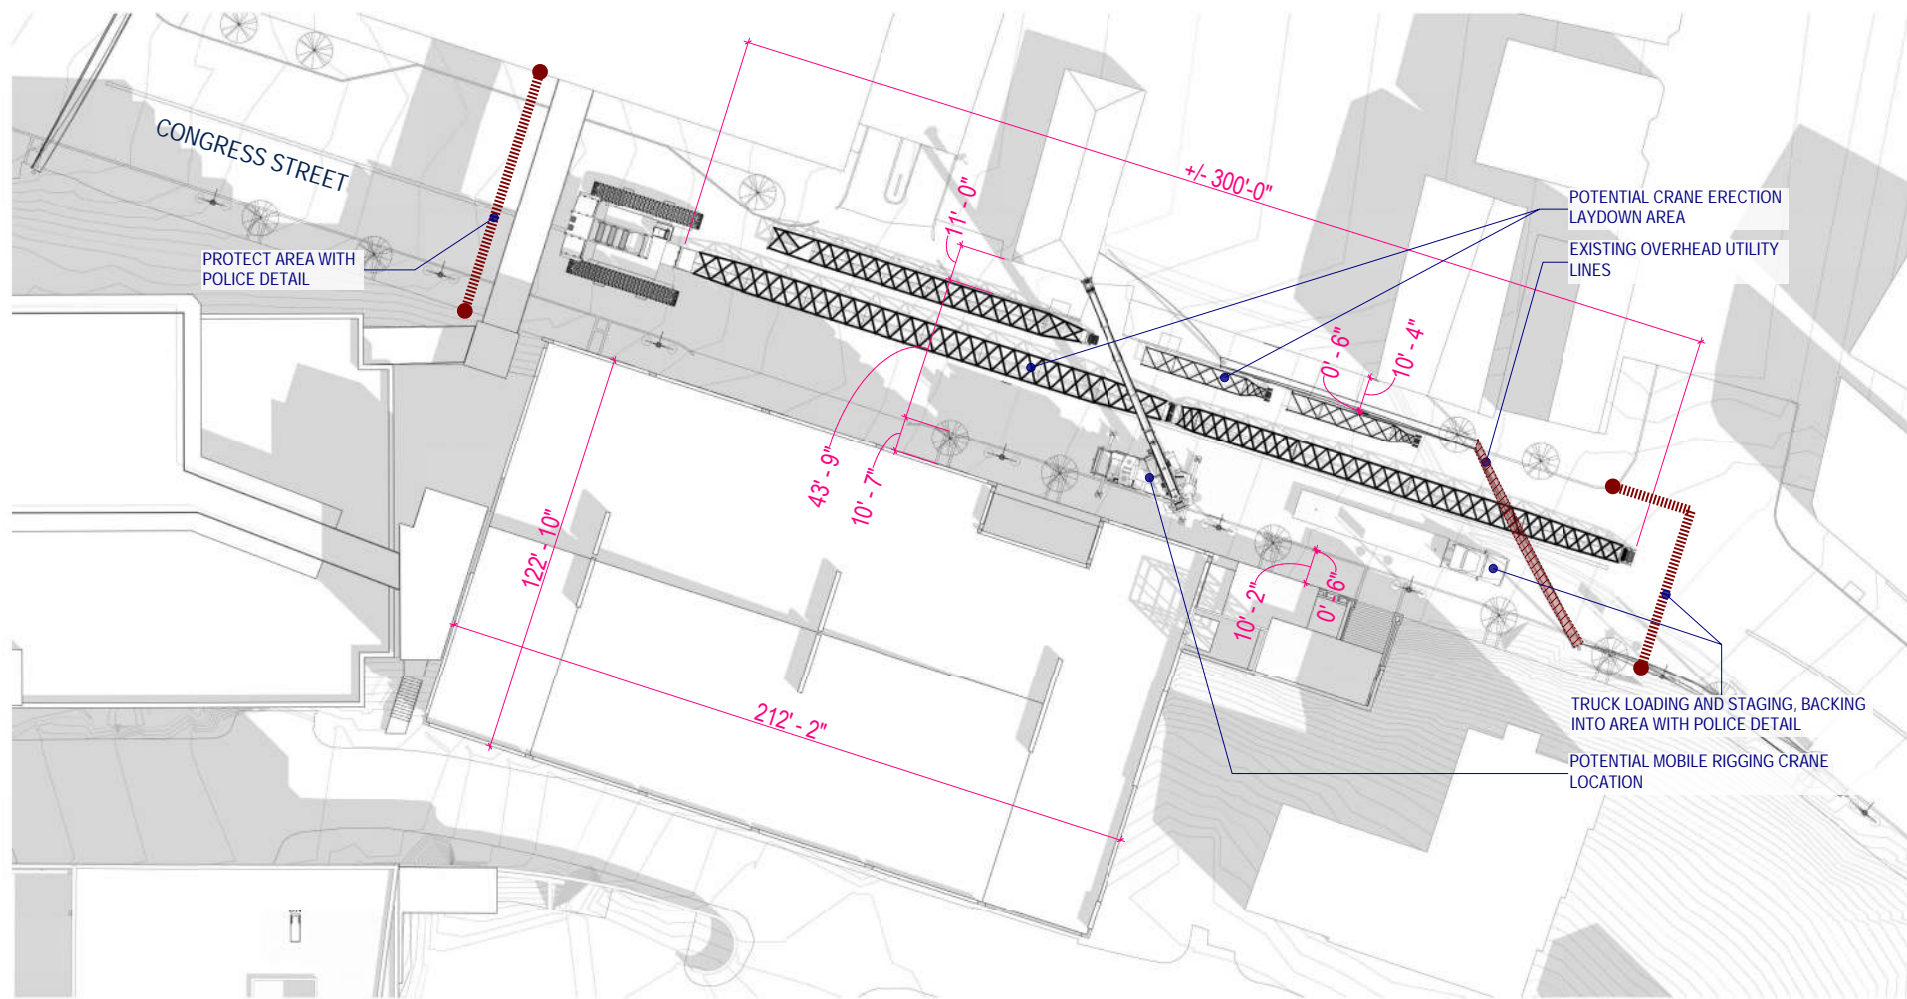 CONGRESS STREET
PROTECT AREA WITH
POLICE DETAIL
+/- 300'-0"
11' - 0"
POTENTIAL CRANE ERECTION
LAYDOWN AREA
EXISTING OVERHEAD UTILITY
LINES
0' - 6"
10' - 4"
43' - 9"
10' - 7"
122' - 10"
10' - 2"
0' - 6"
212' - 2"
TRUCK LOADING AND STAGING, BACKING
INTO AREA WITH POLICE DETAIL
POTENTIAL MOBILE RIGGING CRANE
LOCATION